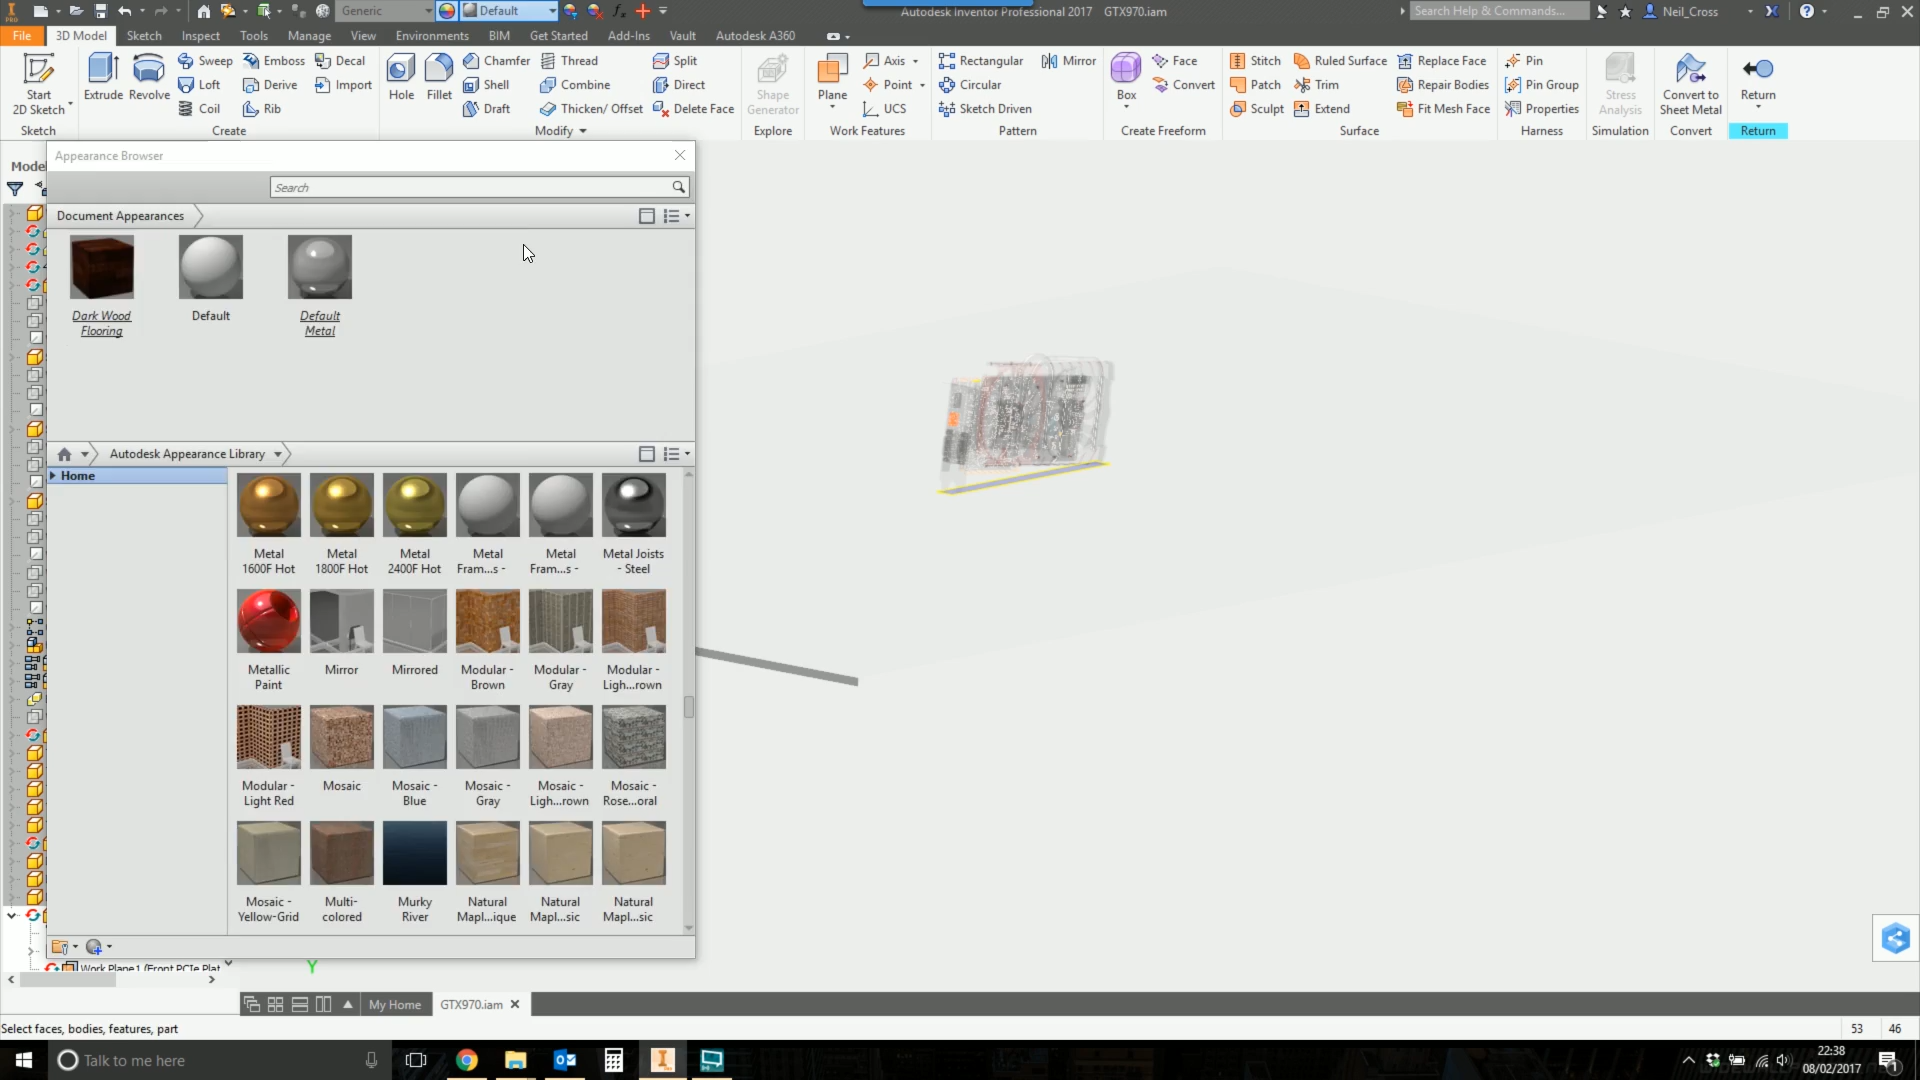 Generic
Default
Autodesk Inventor Professional 2017 GTX970.iam
Search Help & Commands...
Neil_Cross
File 3D Model Sketch Inspect Tools Manage View Environments BIM Get Started Add-Ins Vault Autodesk A360
Start
2D Sketch
Sketch
Extrude
Revolve
Sweep
Loft
Coil
Emboss
Derive
Rib
Decal
Import
Create
Hole
Fillet
Chamfer
Shell
Draft
Thread
Combine
Thicken/ Offset
Split
Direct
Delete Face
Modify
Shape
Generator
Explore
Plane
Axis
Point
UCS
Work Features
Rectangular
Circular
Sketch Driven
Mirror
Pattern
Box
Face
Convert
Create Freeform
Stitch
Patch
Sculpt
Ruled Surface
Trim
Extend
Replace Face
Repair Bodies
Fit Mesh Face
Surface
Pin
Pin Group
Properties
Harness
Stress
Analysis
Simulation
Convert to
Sheet Metal
Convert
Return
Return
Appearance Browser
Search
Document Appearances
Dark Wood
Flooring
Default
Default
Metal
Autodesk Appearance Library
Home
Metal
1600F Hot
Metal
1800F Hot
Metal
2400F Hot
Metal
Fram...s -
Metal
Fram...s -
Metal Joists
- Steel
Metallic
Paint
Mirror
Mirrored
Modular -
Brown
Modular -
Gray
Modular -
Ligh...rown
Modular -
Light Red
Mosaic
Mosaic -
Blue
Mosaic -
Gray
Mosaic -
Ligh...rown
Mosaic -
Rose...oral
Mosaic -
Yellow-Grid
Multi-
colored
Murky
River
Natural
Mapl...ique
Natural
Mapl...sic
Natural
Mapl...sic
Work Plane1 (Front PCIe Plat
Y
My Home
GTX970.iam
Select faces, bodies, features, part
53 46
Talk to me here
22:38
08/02/2017